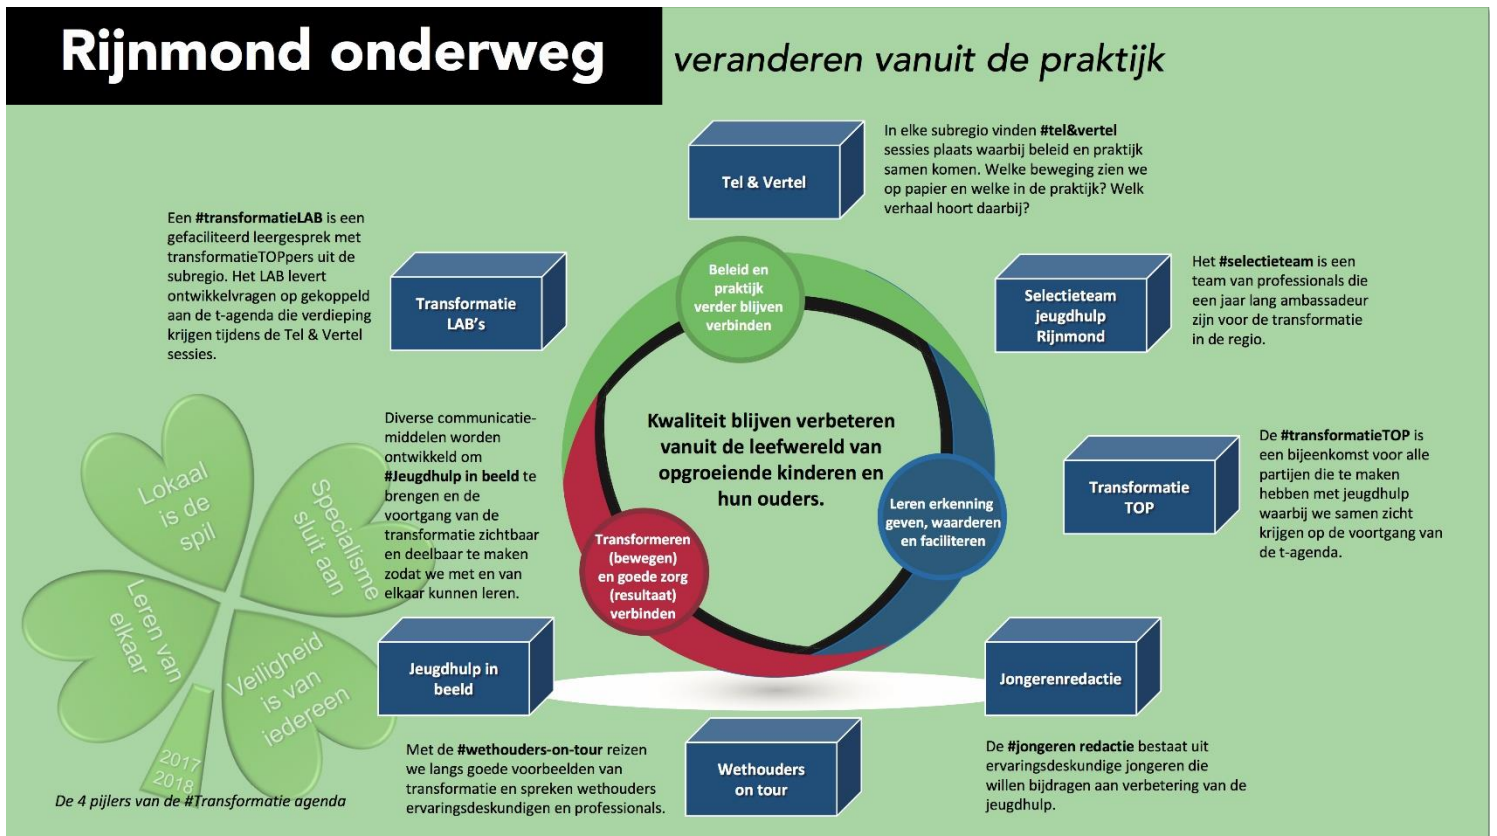 Rijnmond onderweg
veranderen vanuit de praktijk
Tel & Vertel
In elke subregio vinden #tel&vertel
sessies plaats waarbij beleid en praktijk
samen komen. Welke beweging zien we
op papier en welke in de praktijk? Welk
verhaal hoort daarbij?
Een #transformatieLAB is een
gefaciliteerd leergesprek met
transformatieTOPpers uit de
subregio. Het LAB levert
ontwikkelvragen op gekoppeld
aan de t-agenda die verdieping
krijgen tijdens de Tel & Vertel
sessies.
Transformatie
LAB's
Beleid en
praktijk
verder blijven
verbinden
Selectieteam
jeugdhulp
Rijnmond
Het #selectieteam is een
team van professionals die
een jaar lang ambassadeur
zijn voor de transformatie
in de regio.
Diverse communicatie-
middelen worden
ontwikkeld om
#Jeugdhulp in beeld te
brengen en de
voortgang van de
transformatie zichtbaar
en deelbaar te maken
zodat we met en van
elkaar kunnen leren.
Kwaliteit blijven verbeteren
vanuit de leefwereld van
opgroeiende kinderen en
hun ouders.
Leren erkenning
geven, waarderen
en faciliteren
Transformeren
(bewegen)
en goede zorg
(resultaat)
verbinden
Transformatie
TOP
De #transformatieTOP is
een bijeenkomst voor alle
partijen die te maken
hebben met jeugdhulp
waarbij we samen zicht
krijgen op de voortgang van
de t-agenda.
Lokaal
is de
spil
Specialisme
sluit aan
Leren van
elkaar
Veiligheid
is van
iedereen
2017
2018
De 4 pijlers van de #Transformatie agenda
Jeugdhulp in
beeld
Jongerenredactie
Met de #wethouders-on-tour reizen
we langs goede voorbeelden van
transformatie en spreken wethouders
ervaringsdeskundigen en professionals.
Wethouders
on tour
De #jongeren redactie bestaat uit
ervaringsdeskundige jongeren die
willen bijdragen aan verbetering van de
jeugdhulp.